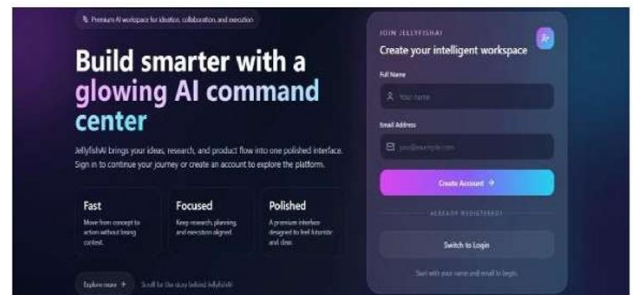 Premium AI workspace for ideation, collaboration, and execution
Build smarter with a
glowing AI command
center
JellyfishAI brings your ideas, research, and product flow into one polished interface.
Sign in to continue your journey or create an account to explore the platform.
Fast
Move from concept to
action without losing
context.
Focused
Keep research, planning,
and execution aligned.
Polished
A premium interface
designed to feel futuristic
and clear.
Explore more →
Scroll for the story behind JellyfishAI
JOIN JELLYFISHAI
Create your intelligent workspace
Full Name
Your name
Email Address
you@example.com
Create Account →
ALREADY REGISTERED?
Switch to Login
Start with your name and email to begin.